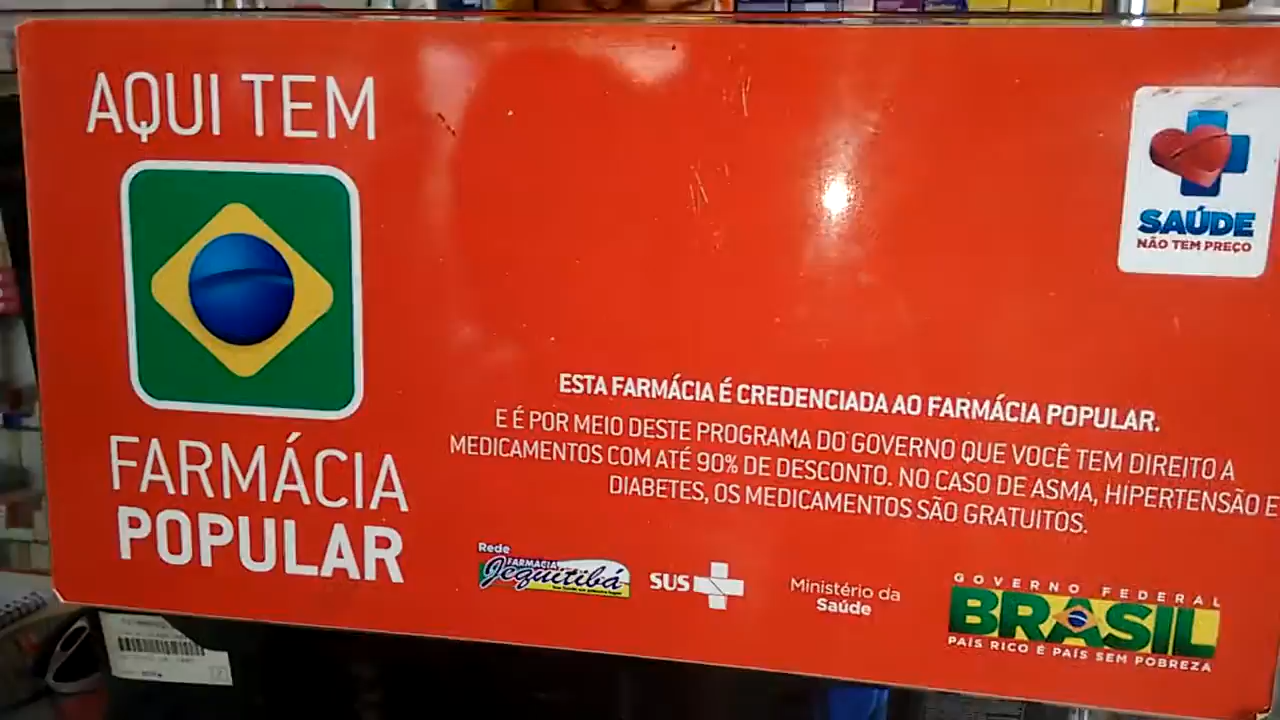 AQUI TEM
FARMÁCIA
POPULAR
SAÚDE
NÃO TEM PREÇO
ESTA FARMÁCIA É CREDENCIADA AO FARMÁCIA POPULAR.
E É POR MEIO DESTE PROGRAMA DO GOVERNO QUE VOCÊ TEM DIREITO A
MEDICAMENTOS COM ATÉ 90% DE DESCONTO. NO CASO DE ASMA, HIPERTENSÃO E
DIABETES, OS MEDICAMENTOS SÃO GRATUITOS.
Rede
FARMÁCIA
Jequitibá
SUS
Ministério da
Saúde
GOVERNO FEDERAL
BRASIL
PAÍS RICO É PAÍS SEM POBREZA